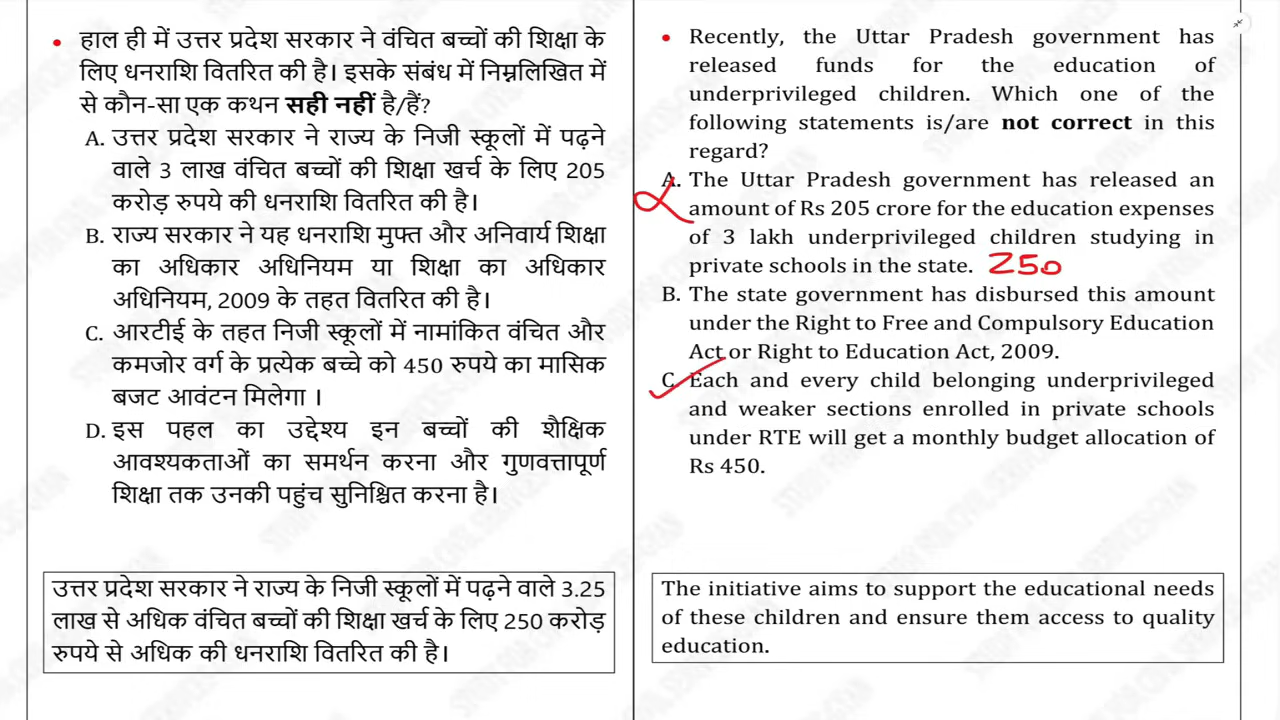 • हाल ही में उत्तर प्रदेश सरकार ने वंचित बच्चों की शिक्षा के
लिए धनराशि वितरित की है। इसके संबंध में निम्नलिखित में
से कौन-सा एक कथन सही नहीं है/हैं?
A. उत्तर प्रदेश सरकार ने राज्य के निजी स्कूलों में पढ़ने
वाले 3 लाख वंचित बच्चों की शिक्षा खर्च के लिए 205
करोड़ रुपये की धनराशि वितरित की है।
B. राज्य सरकार ने यह धनराशि मुफ्त और अनिवार्य शिक्षा
का अधिकार अधिनियम या शिक्षा का अधिकार
अधिनियम, 2009 के तहत वितरित की है।
C. आरटीई के तहत निजी स्कूलों में नामांकित वंचित और
कमजोर वर्ग के प्रत्येक बच्चे को 450 रुपये का मासिक
बजट आवंटन मिलेगा ।
D. इस पहल का उद्देश्य इन बच्चों की शैक्षिक
आवश्यकताओं का समर्थन करना और गुणवत्तापूर्ण
शिक्षा तक उनकी पहुंच सुनिश्चित करना है।
उत्तर प्रदेश सरकार ने राज्य के निजी स्कूलों में पढ़ने वाले 3.25
लाख से अधिक वंचित बच्चों की शिक्षा खर्च के लिए 250 करोड़
रुपये से अधिक की धनराशि वितरित की है।
• Recently, the Uttar Pradesh government has
released funds for the education of
underprivileged children. Which one of the
following statements is/are not correct in this
regard?
A. The Uttar Pradesh government has released an
amount of Rs 205 crore for the education expenses
of 3 lakh underprivileged children studying in
private schools in the state. 250
B. The state government has disbursed this amount
under the Right to Free and Compulsory Education
Act or Right to Education Act, 2009.
C. Each and every child belonging underprivileged
and weaker sections enrolled in private schools
under RTE will get a monthly budget allocation of
Rs 450.
The initiative aims to support the educational needs
of these children and ensure them access to quality
education.